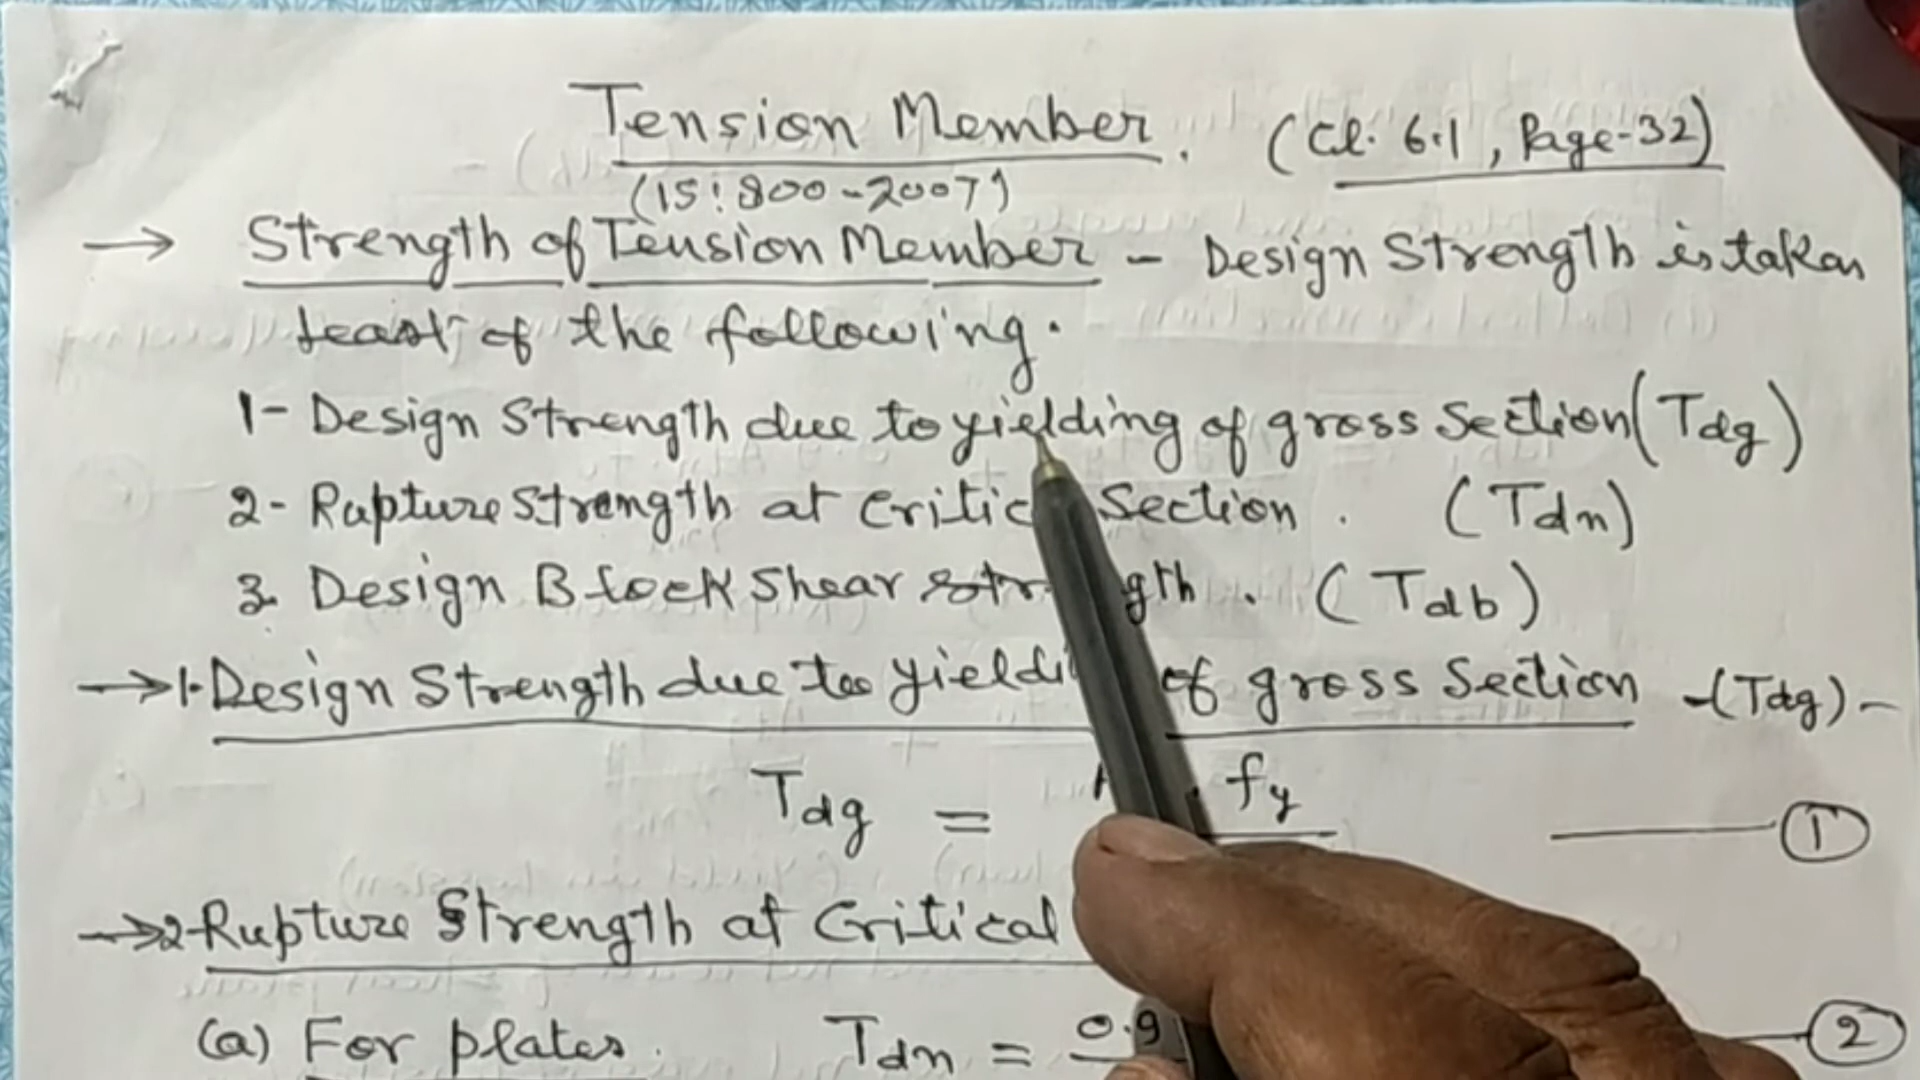 Tension Member. (Cl. 6.1, Page-32)
(IS: 800-2007)
→ Strength of Tension Member - Design Strength is taken
least of the following.
1- Design Strength due to yielding of gross Section (Tdg)
2- Rupture Strength at Section. (Tdn)
3. Design Block Shear . (Tdb)
→1. Design Strength due to of gross Section -(Tdg)-
Tdg = fy ① 
→2- Rupture Strength at Critical
(a) For plates. Tdn = 0.9 ②